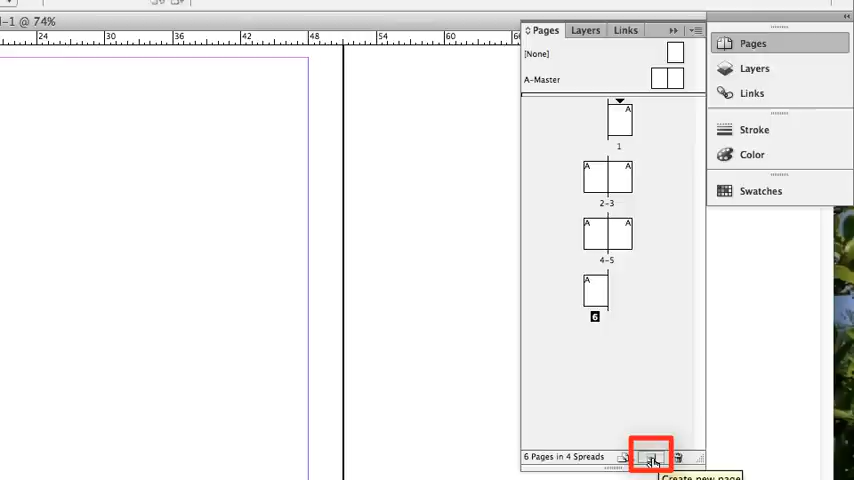 -1 @ 74%
24 30 36 42 48 54 60
Pages Layers Links
[None]
A-Master
A
1
A A
2-3
A A
4-5
A
6
6 Pages in 4 Spreads
Create new page
Pages
Layers
Links
Stroke
Color
Swatches